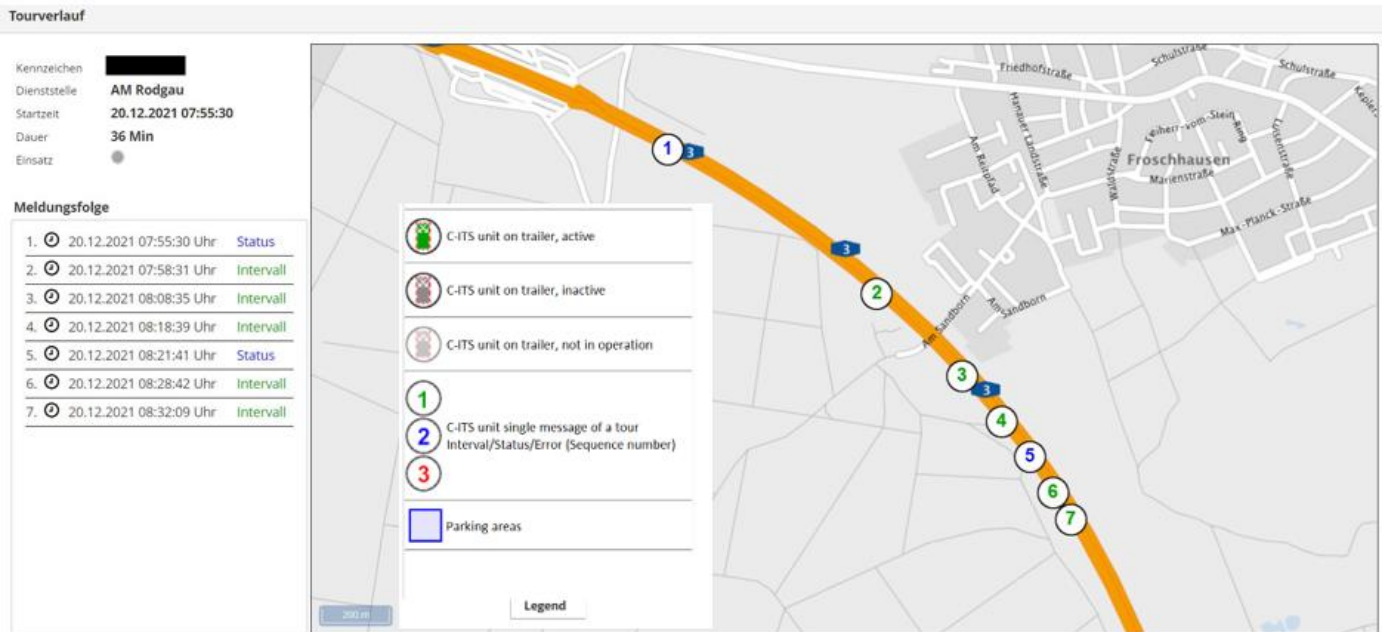 Tourverlauf
Kennzeichen
Dienststelle AM Rodgau
Startzeit 20.12.2021 07:55:30
Dauer 36 Min
Einsatz
Meldungsfolge
1. 20.12.2021 07:55:30 Uhr Status
2. 20.12.2021 07:58:31 Uhr Intervall
3. 20.12.2021 08:08:35 Uhr Intervall
4. 20.12.2021 08:18:39 Uhr Intervall
5. 20.12.2021 08:21:41 Uhr Status
6. 20.12.2021 08:28:42 Uhr Intervall
7. 20.12.2021 08:32:09 Uhr Intervall
C-ITS unit on trailer, active
C-ITS unit on trailer, inactive
C-ITS unit on trailer, not in operation
1
2
3
C-ITS unit single message of a tour
Interval/Status/Error (Sequence number)
Parking areas
Legend
200 m
1
3
3
2
3
3
4
5
6
7
Friedhofstraße
Schulstraße
Schulstraße
Hanauer Landstraße
Am Reitpfad
Waldstraße
-vom-Stein-Ring
Luisenstraße
Froschhausen
Marienstraße
Max-Planck-Straße
Am Sandborn
Am Sandborn